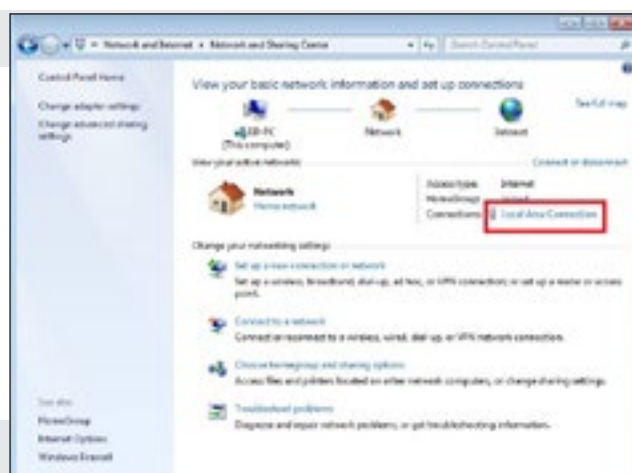 Network and Internet Network and Sharing Center Search Control Panel
Control Panel Home
Change adapter settings
Change advanced sharing
settings
View your basic network information and set up connections
See full map
(This computer)
Network
Internet
View your active networks
Connect or disconnect
Network
Home network
Access type: Internet
HomeGroup:
Connections: Local Area Connection
Change your networking settings
Set up a new connection or network
Set up a wireless, broadband, dial-up, ad hoc, or VPN connection; or set up a router or access
point.
Connect to a network
Connect or reconnect to a wireless, wired, dial-up, or VPN network connection.
Choose homegroup and sharing options
Access files and printers located on other network computers, or change sharing settings.
Troubleshoot problems
Diagnose and repair network problems, or get troubleshooting information.
See also
HomeGroup
Internet Options
Windows Firewall